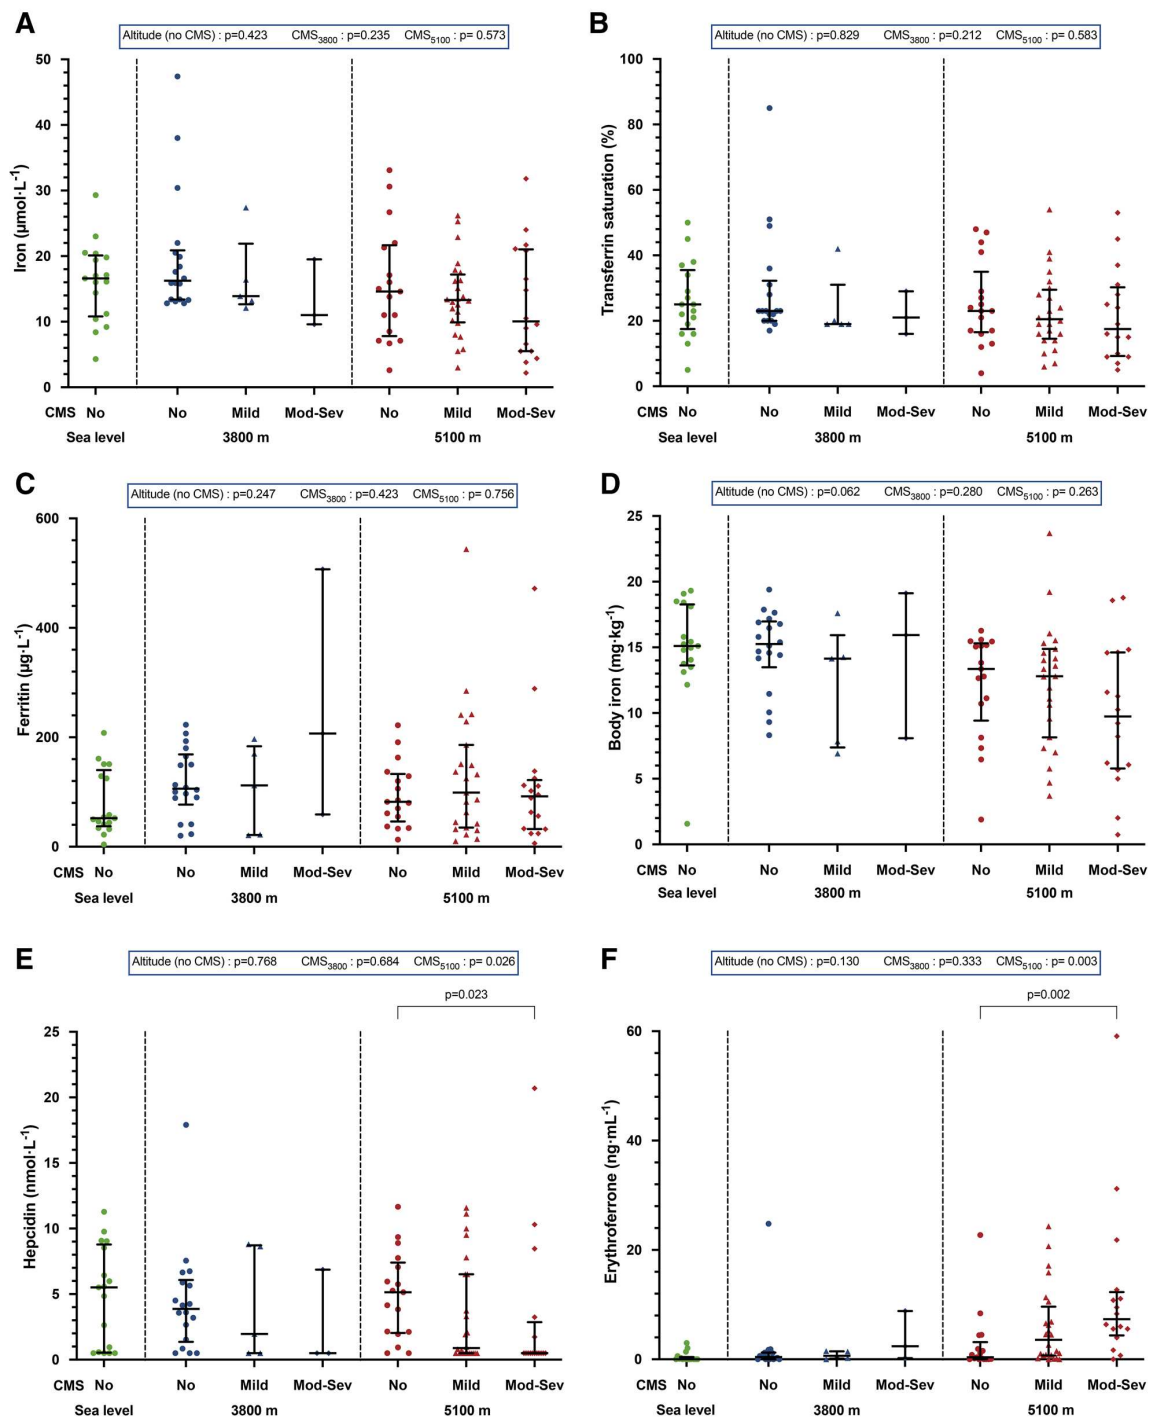 A
Altitude (no CMS) : p=0.423 CMS3800 : p=0.235 CMS5100 : p= 0.573
50
40
30
20
10
0
Iron (µmol·L-1)
CMS No No Mild Mod-Sev No Mild Mod-Sev
Sea level 3800 m 5100 m
B
Altitude (no CMS) : p=0.829 CMS3800 : p=0.212 CMS5100 : p= 0.583
100
80
60
40
20
0
Transferrin saturation (%)
CMS No No Mild Mod-Sev No Mild Mod-Sev
Sea level 3800 m 5100 m
C
Altitude (no CMS) : p=0.247 CMS3800 : p=0.423 CMS5100 : p= 0.756
600
400
200
0
Ferritin (µg·L-1)
CMS No No Mild Mod-Sev No Mild Mod-Sev
Sea level 3800 m 5100 m
D
Altitude (no CMS) : p=0.062 CMS3800 : p=0.280 CMS5100 : p= 0.263
25
20
15
10
5
0
Body iron (mg·kg-1)
CMS No No Mild Mod-Sev No Mild Mod-Sev
Sea level 3800 m 5100 m
E
Altitude (no CMS) : p=0.768 CMS3800 : p=0.684 CMS5100 : p= 0.026
p=0.023
25
20
15
10
5
0
Hepcidin (nmol·L-1)
CMS No No Mild Mod-Sev No Mild Mod-Sev
Sea level 3800 m 5100 m
F
Altitude (no CMS) : p=0.130 CMS3800 : p=0.333 CMS5100 : p= 0.003
p=0.002
60
40
20
0
Erythroferrone (ng·mL-1)
CMS No No Mild Mod-Sev No Mild Mod-Sev
Sea level 3800 m 5100 m